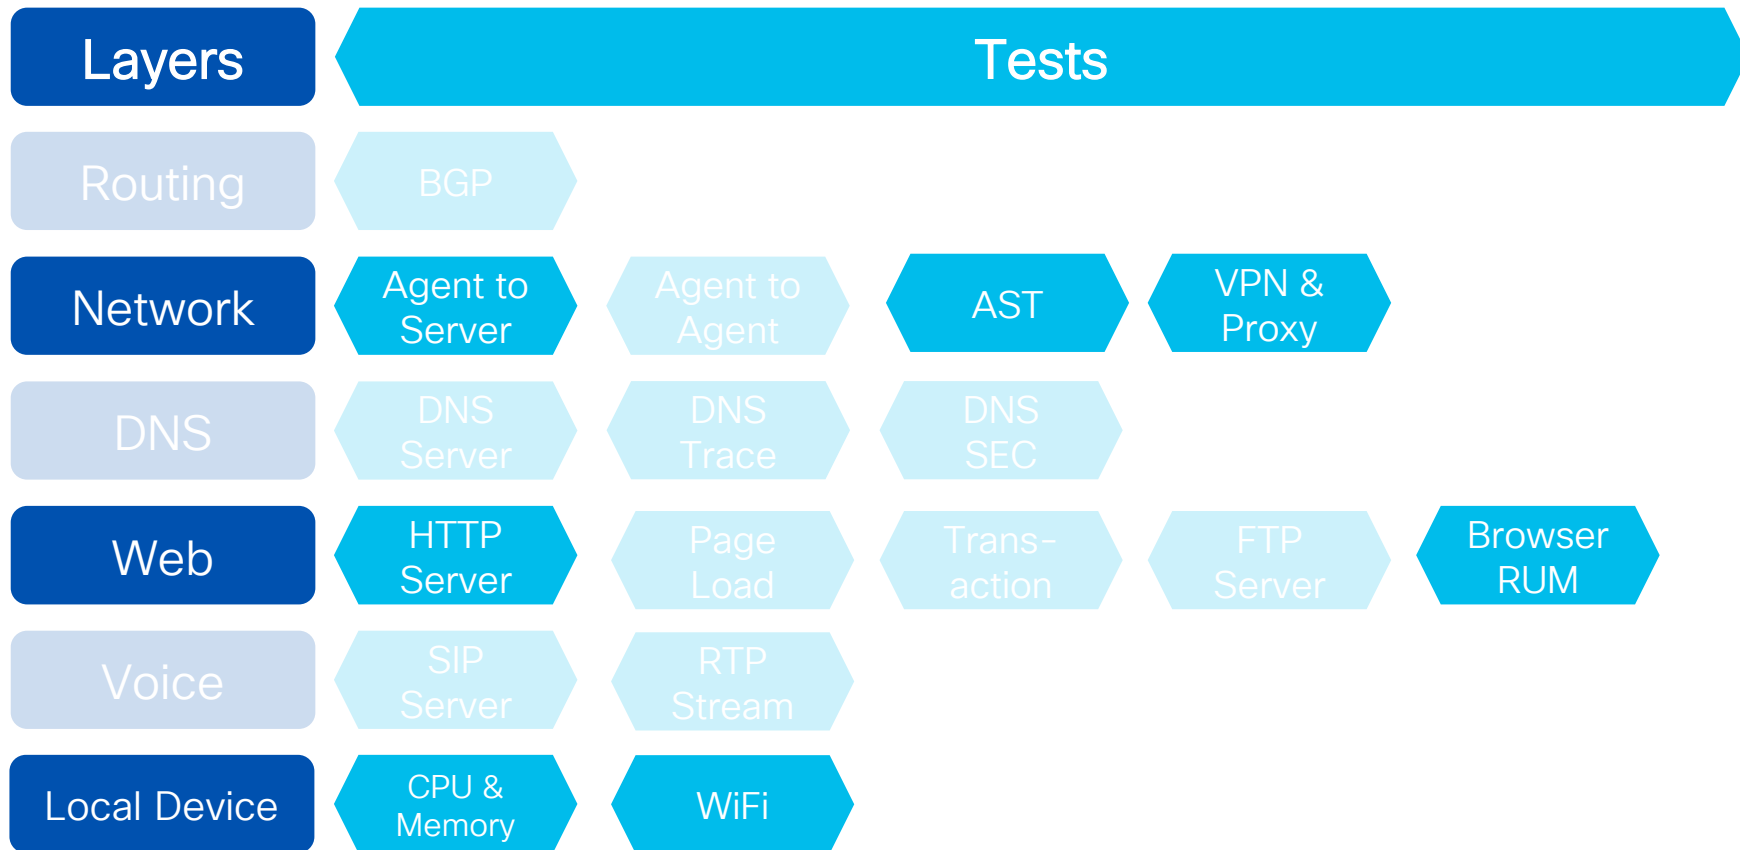 Layers
Tests
Routing
BGP
Network
Agent to
Server
Agent to
Agent
AST
VPN &
Proxy
DNS
DNS
Server
DNS
Trace
DNS
SEC
Web
HTTP
Server
Page
Load
Trans-
action
FTP
Server
Browser
RUM
Voice
SIP
Server
RTP
Stream
Local Device
CPU &
Memory
WiFi